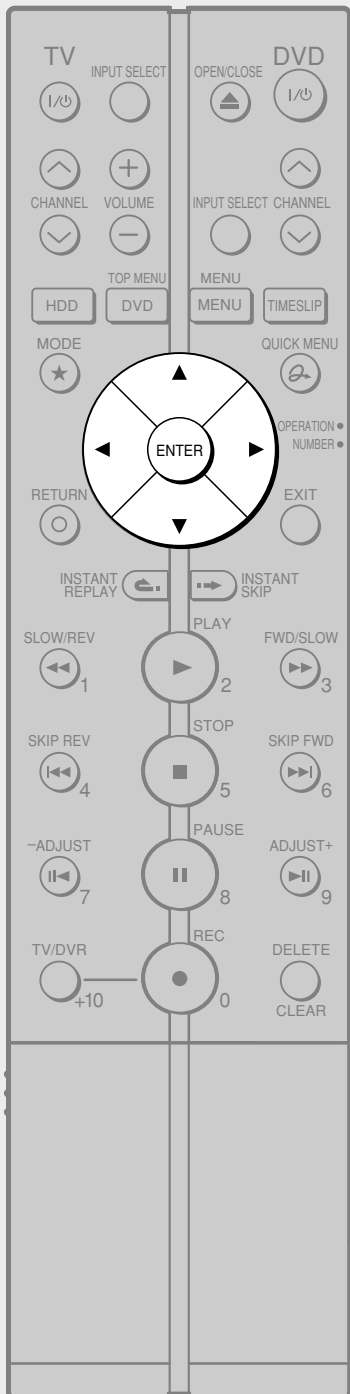 TV DVD
INPUT SELECT OPEN/CLOSE
I/⏻ I/⏻
CHANNEL VOLUME INPUT SELECT CHANNEL
TOP MENU MENU
HDD DVD MENU TIMESLIP
MODE QUICK MENU
OPERATION
NUMBER
ENTER
RETURN EXIT
INSTANT REPLAY INSTANT SKIP
SLOW/REV PLAY FWD/SLOW
1 2 3
SKIP REV STOP SKIP FWD
4 5 6
−ADJUST PAUSE ADJUST+
7 8 9
TV/DVR REC DELETE
+10 0 CLEAR